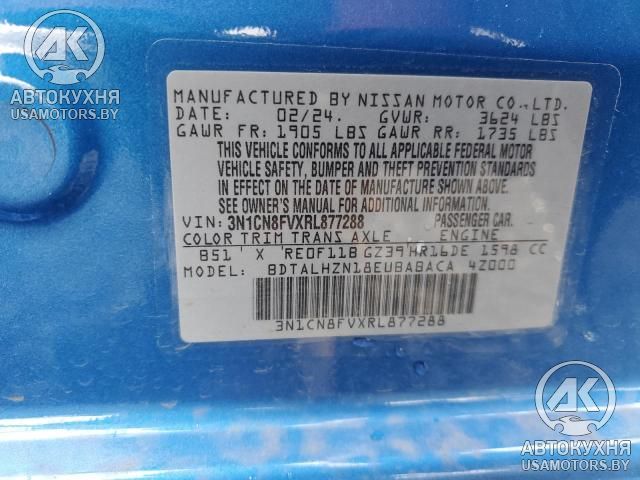 АК
АВТОКУХНЯ
USAMOTORS.BY
MANUFACTURED BY NISSAN MOTOR CO., LTD.
DATE: 02/24. GVWR: 3624 LBS
GAWR FR: 1905 LBS GAWR RR: 1735 LBS
THIS VEHICLE CONFORMS TO ALL APPLICABLE FEDERAL MOTOR
VEHICLE SAFETY, BUMPER AND THEFT PREVENTION STANDARDS
IN EFFECT ON THE DATE OF MANUFACTURE SHOWN ABOVE.
SEE OWNER'S MANUAL FOR ADDITIONAL INFORMATION.
VIN: 3N1CN8FVXRL877288 PASSENGER CAR.
COLOR TRIM TRANS AXLE ENGINE
B51 X RE0F11B GZ39 HR16DE 1598 CC
MODEL: BDTALHZN18EUBABACA 4Z000
3N1CN8FVXRL877288
АК
АВТОКУХНЯ
USAMOTORS.BY